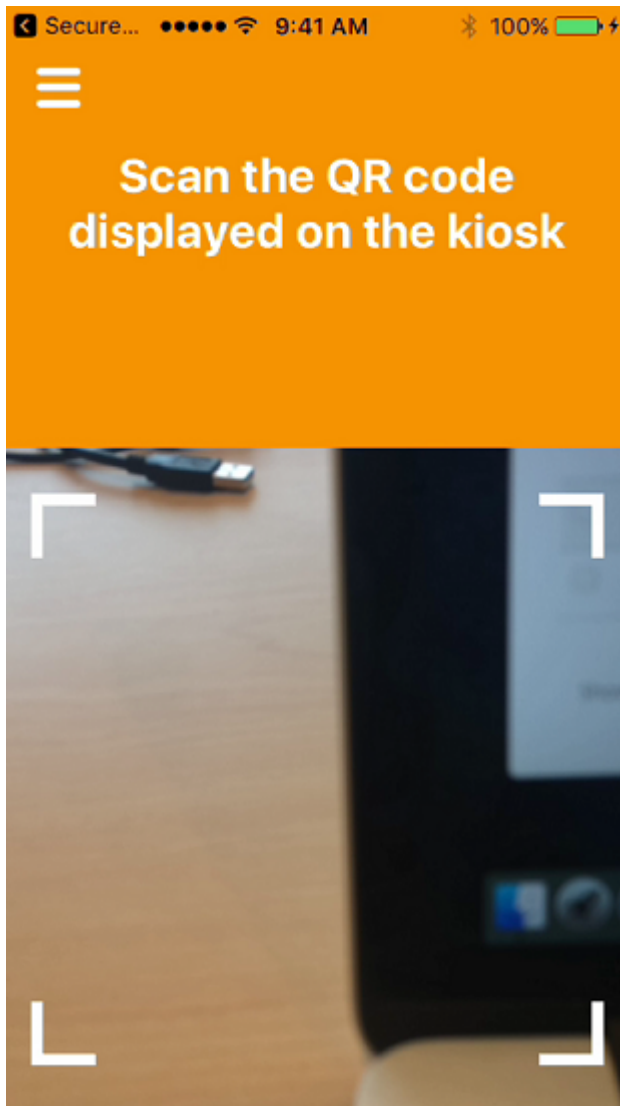 Secure... 9:41 AM 100%
Scan the QR code
displayed on the kiosk